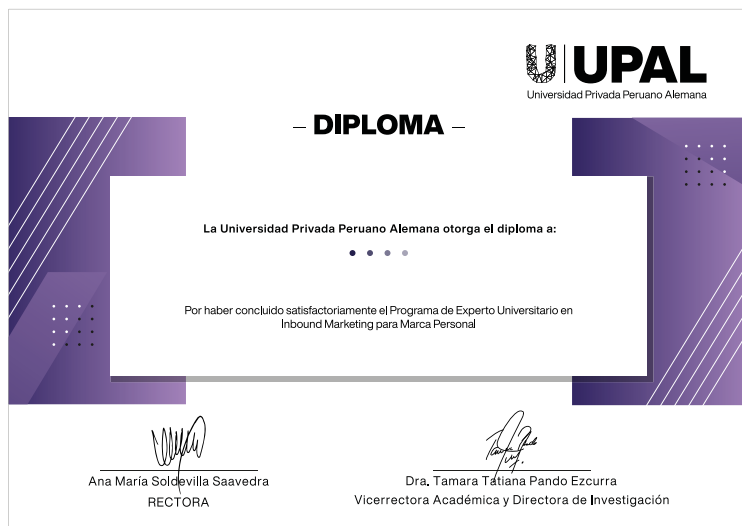 UPAL
Universidad Privada Peruano Alemana
– DIPLOMA –
La Universidad Privada Peruano Alemana otorga el diploma a:
Por haber concluido satisfactoriamente el Programa de Experto Universitario en
Inbound Marketing para Marca Personal
Ana María Soldevilla Saavedra
RECTORA
Dra. Tamara Tatiana Pando Ezcurra
Vicerrectora Académica y Directora de Investigación